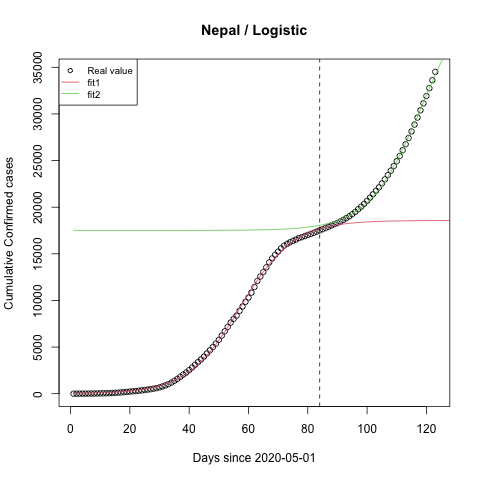 Nepal / Logistic
Real value
fit1
fit2
Cumulative Confirmed cases
35000
30000
25000
20000
15000
10000
5000
0
0 20 40 60 80 100 120
Days since 2020-05-01